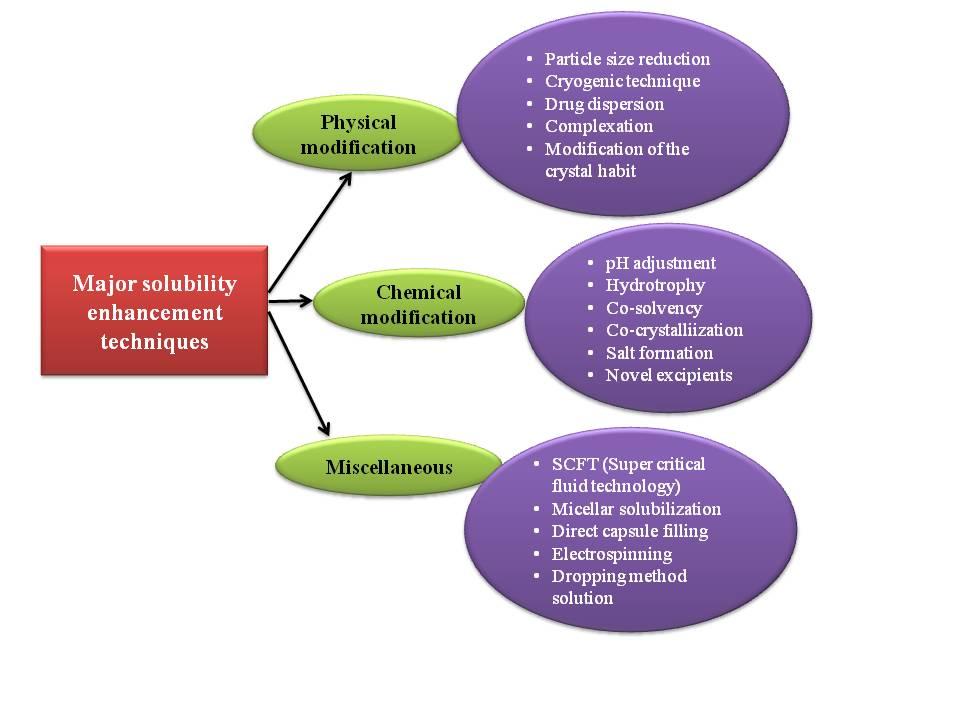 Major solubility
enhancement
techniques
Physical
modification
• Particle size reduction
• Cryogenic technique
• Drug dispersion
• Complexation
• Modification of the
crystal habit
Chemical
modification
• pH adjustment
• Hydrotrophy
• Co-solvency
• Co-crystalliization
• Salt formation
• Novel excipients
Miscellaneous
• SCFT (Super critical
fluid technology)
• Micellar solubilization
• Direct capsule filling
• Electrospinning
• Dropping method
solution